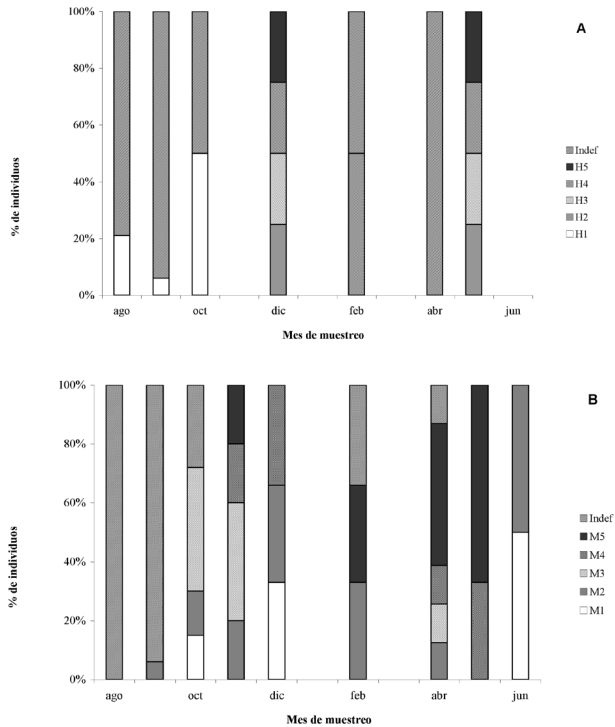 A
100%
80%
60%
40%
20%
0%
% de individuos
ago oct dic feb abr jun
Mes de muestreo
Indef
H5
H4
H3
H2
H1
B
100%
80%
60%
40%
20%
0%
% de individuos
ago oct dic feb abr jun
Mes de muestreo
Indef
M5
M4
M3
M2
M1